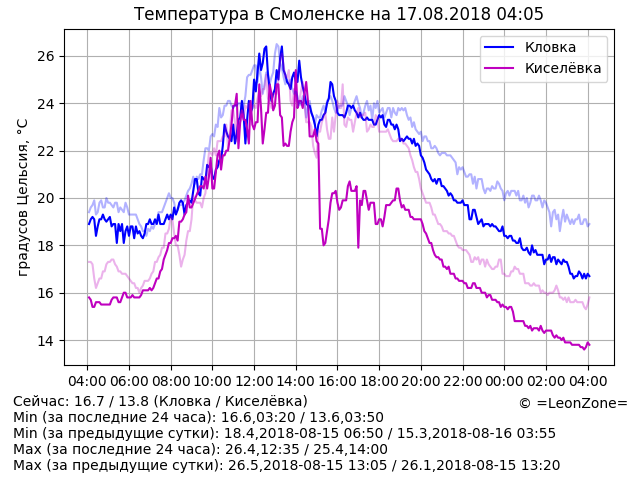 Температура в Смоленске на 17.08.2018 04:05
Кловка
Киселёвка
градусов Цельсия, °C
26
24
22
20
18
16
14
04:00 06:00 08:00 10:00 12:00 14:00 16:00 18:00 20:00 22:00 00:00 02:00 04:00
Сейчас: 16.7 / 13.8 (Кловка / Киселёвка)
© =LeonZone=
Min (за последние 24 часа): 16.6,03:20 / 13.6,03:50
Min (за предыдущие сутки): 18.4,2018-08-15 06:50 / 15.3,2018-08-16 03:55
Max (за последние 24 часа): 26.4,12:35 / 25.4,14:00
Max (за предыдущие сутки): 26.5,2018-08-15 13:05 / 26.1,2018-08-15 13:20